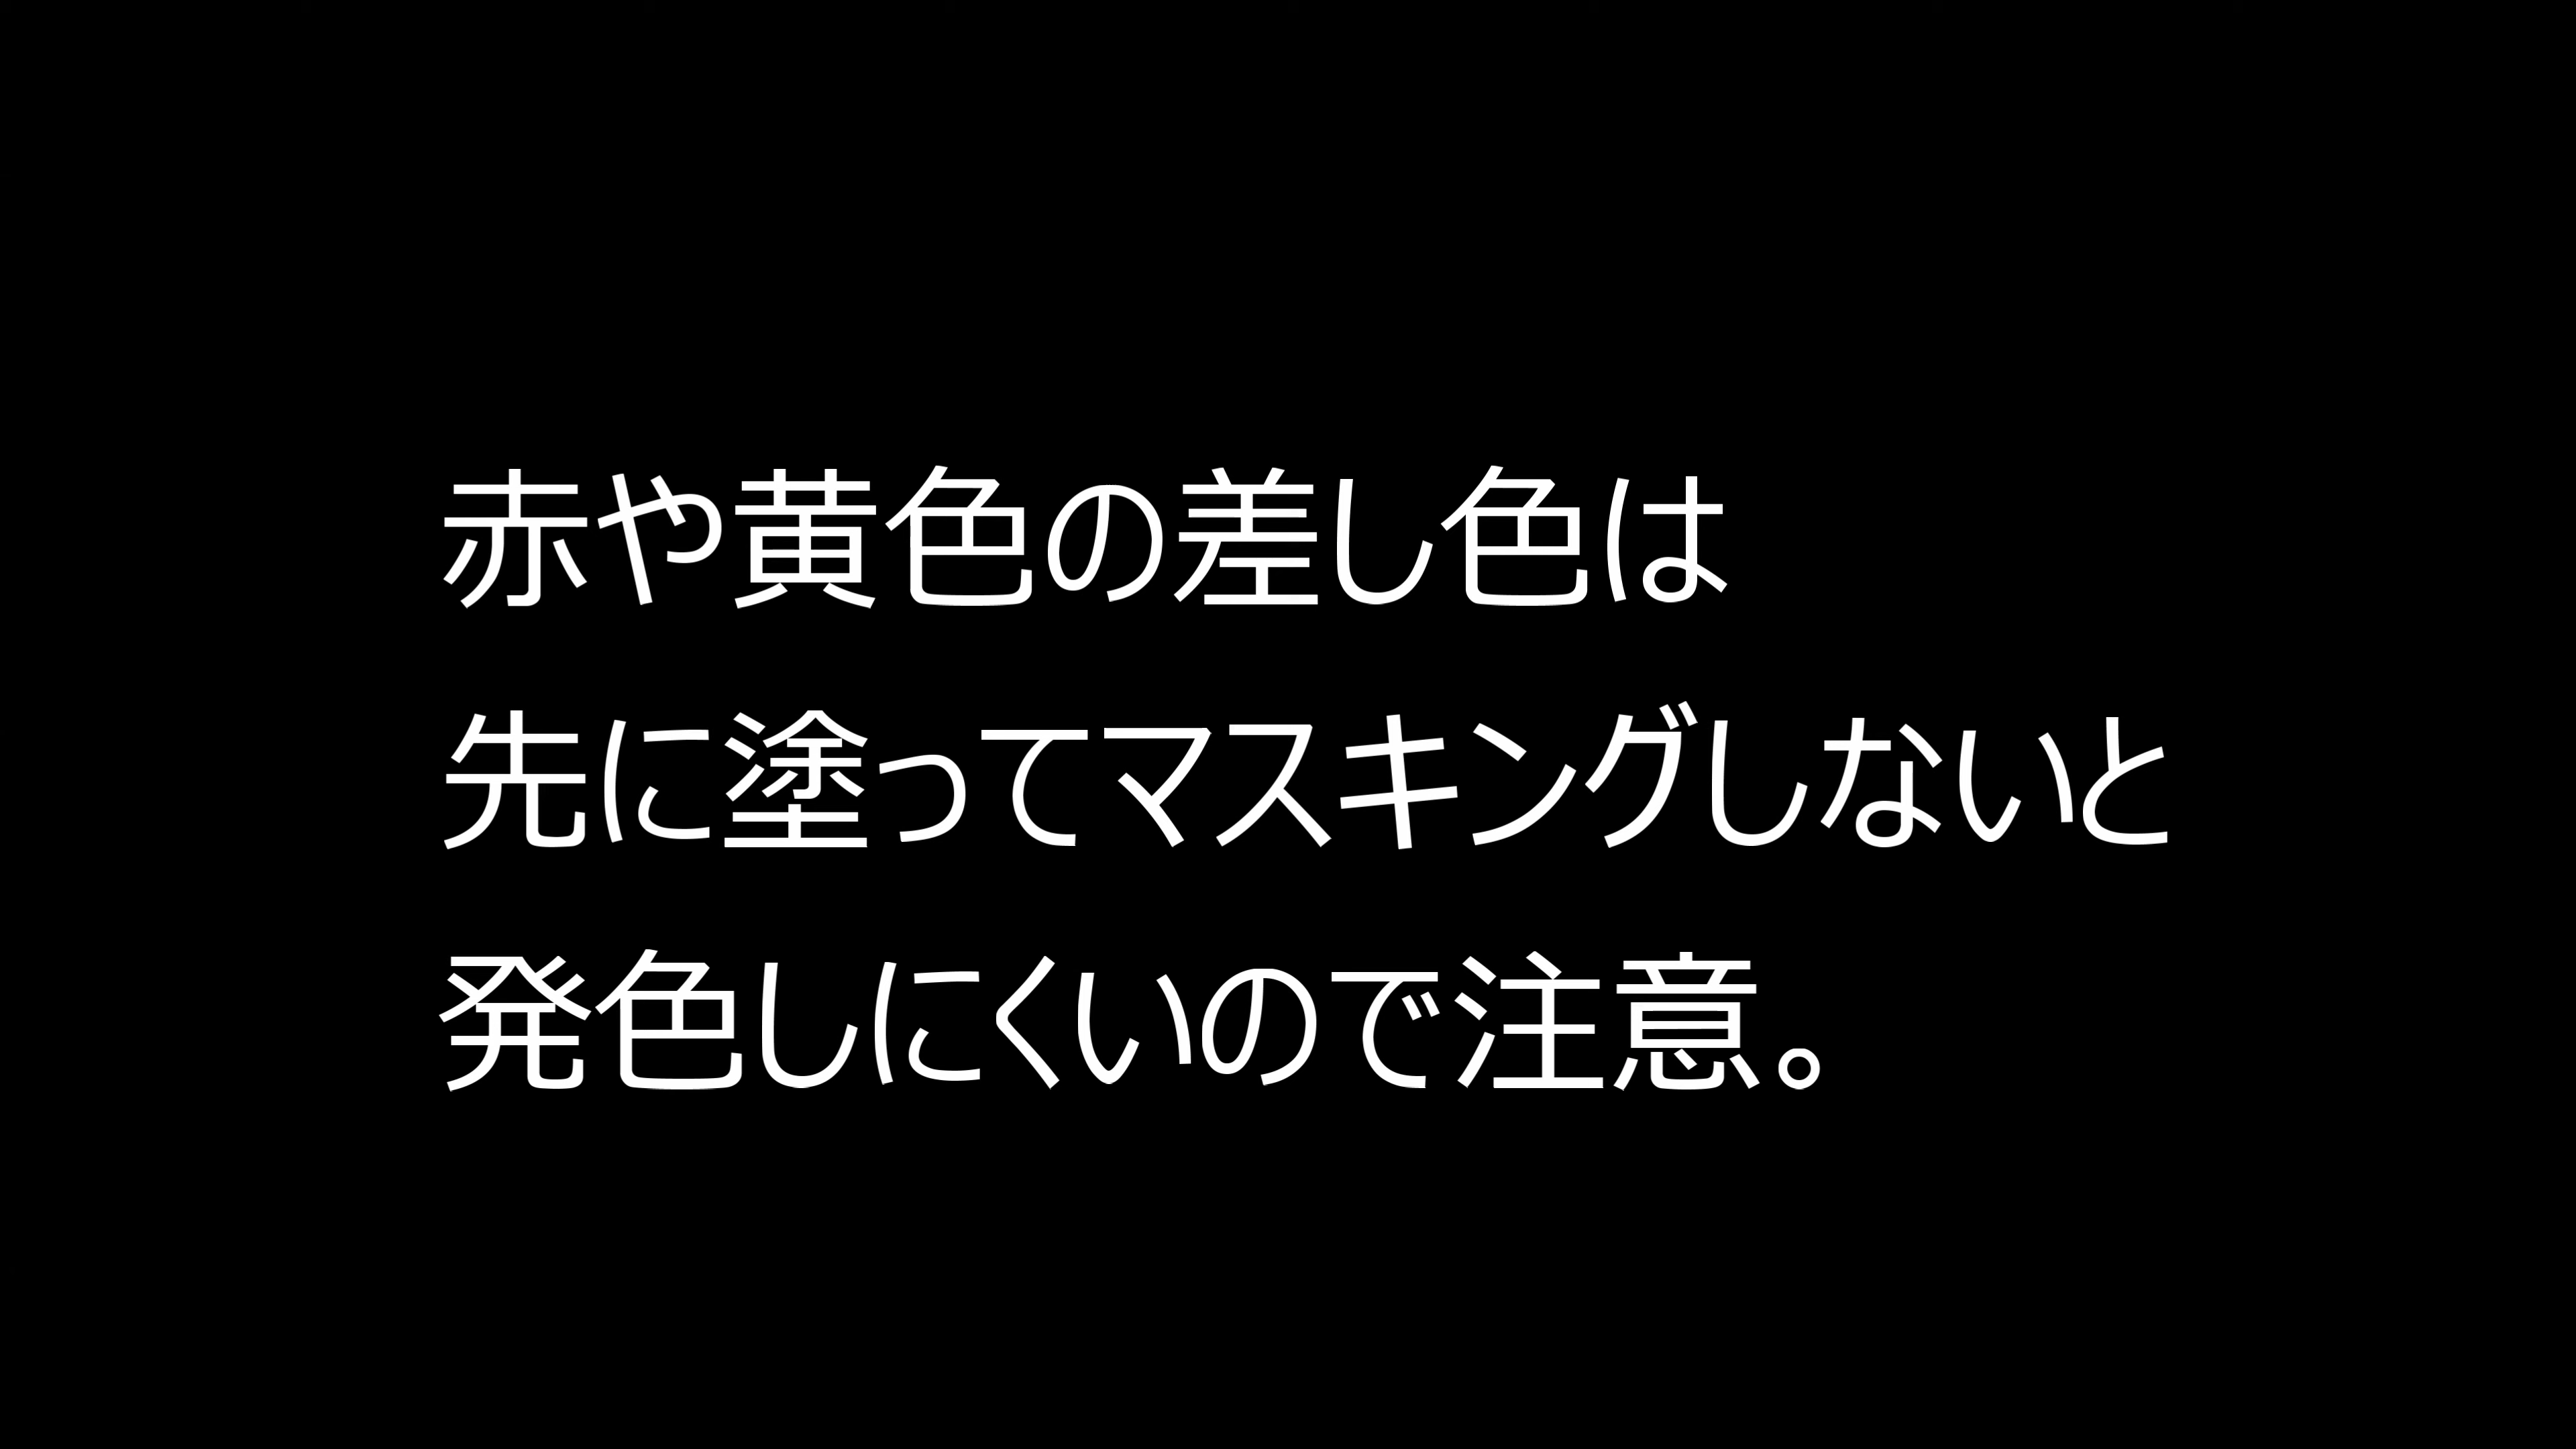 赤や黄色の差し色は
先に塗ってマスキングしないと
発色しにくいので注意。